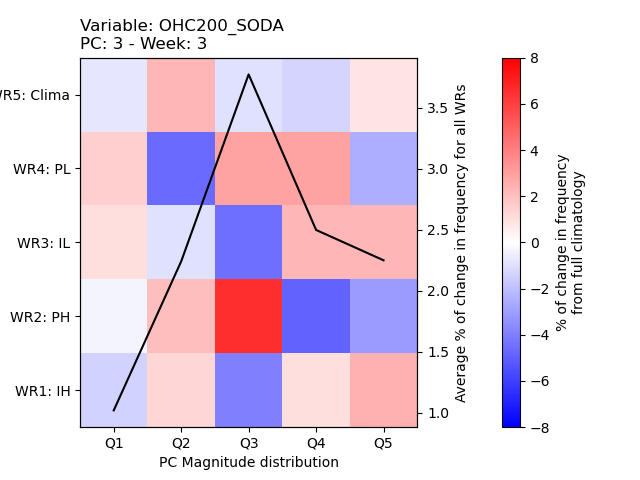 Variable: OHC200_SODA
PC: 3 - Week: 3
WR5: Clima
WR4: PL
WR3: IL
WR2: PH
WR1: IH
Q1 Q2 Q3 Q4 Q5
PC Magnitude distribution
3.5
3.0
2.5
2.0
1.5
1.0
Average % of change in frequency for all WRs
8
6
4
2
0
−2
−4
−6
−8
% of change in frequency
from full climatology